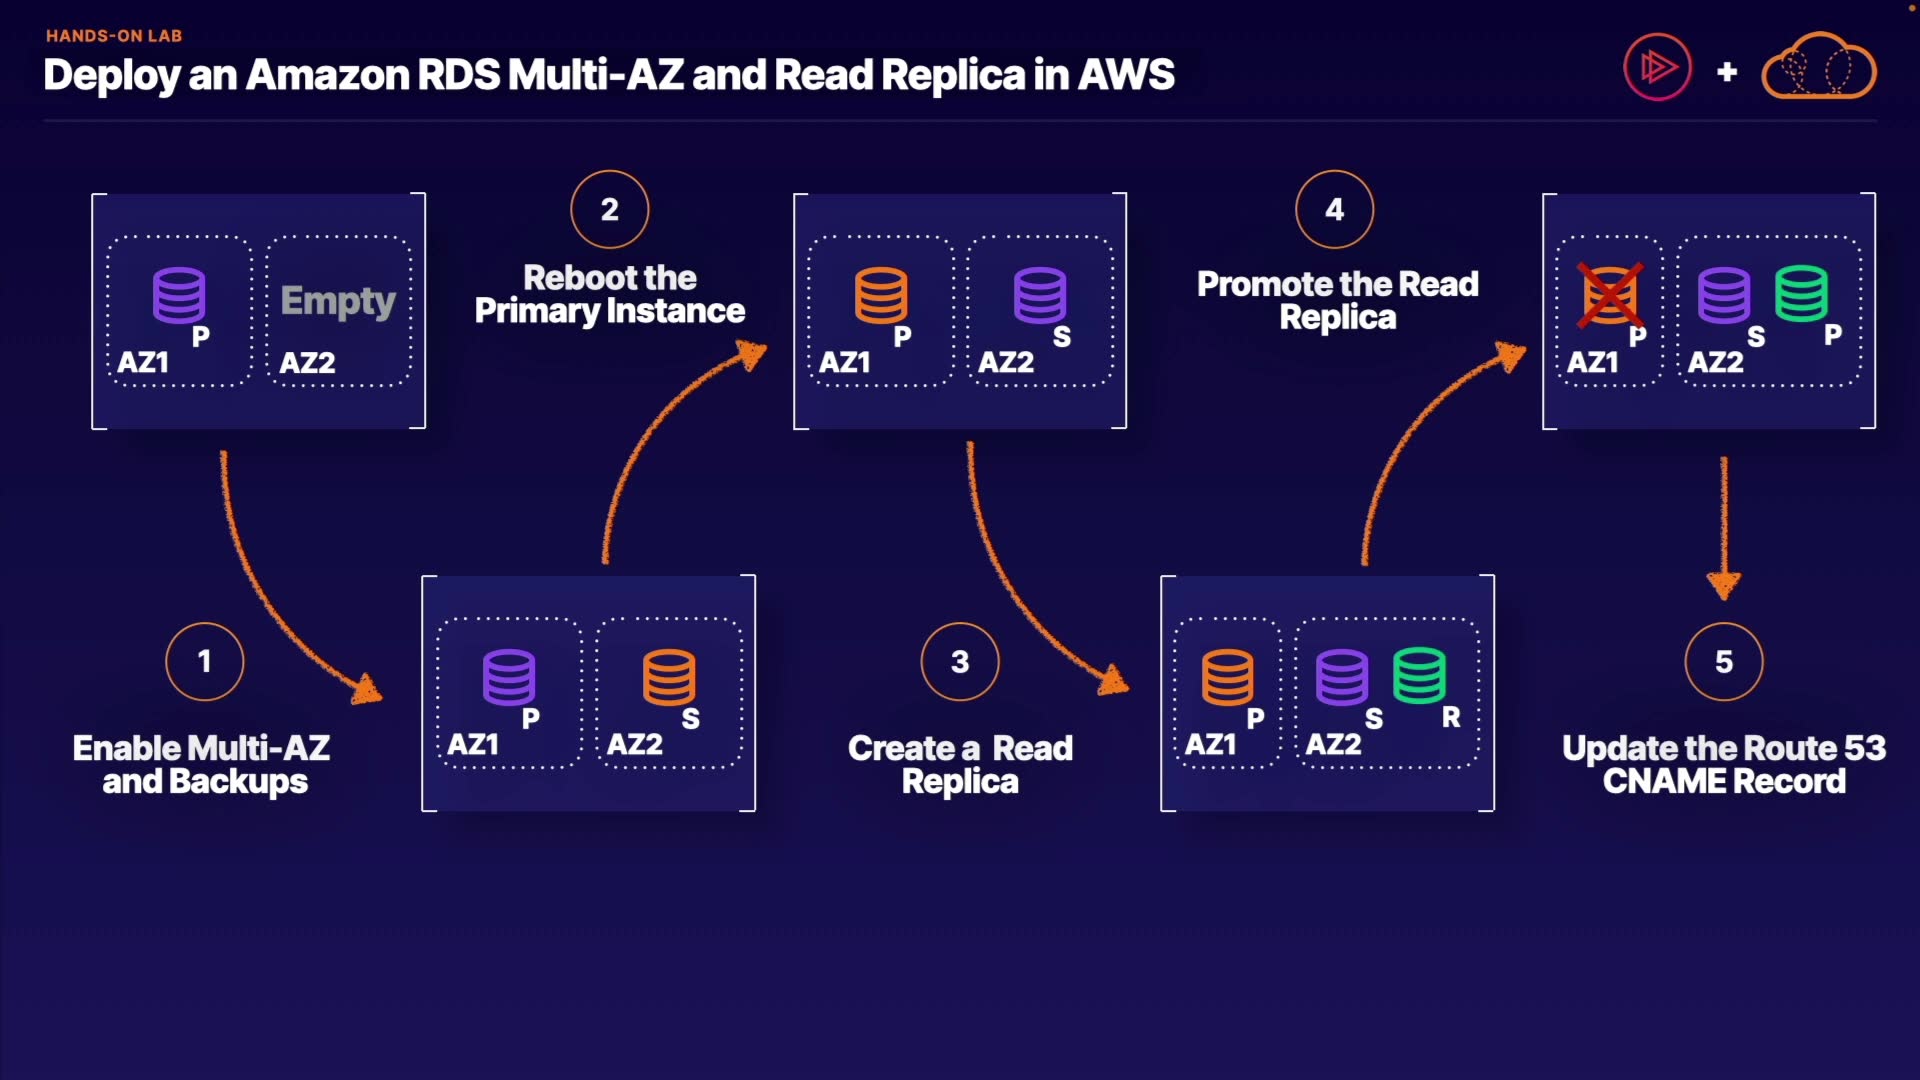 HANDS-ON LAB
Deploy an Amazon RDS Multi-AZ and Read Replica in AWS
+
P
AZ1
Empty
AZ2
2
Reboot the
Primary Instance
P
AZ1
S
AZ2
4
Promote the Read
Replica
P
AZ1
S
P
AZ2
1
Enable Multi-AZ
and Backups
P
AZ1
S
AZ2
3
Create a Read
Replica
P
AZ1
S
R
AZ2
5
Update the Route 53
CNAME Record